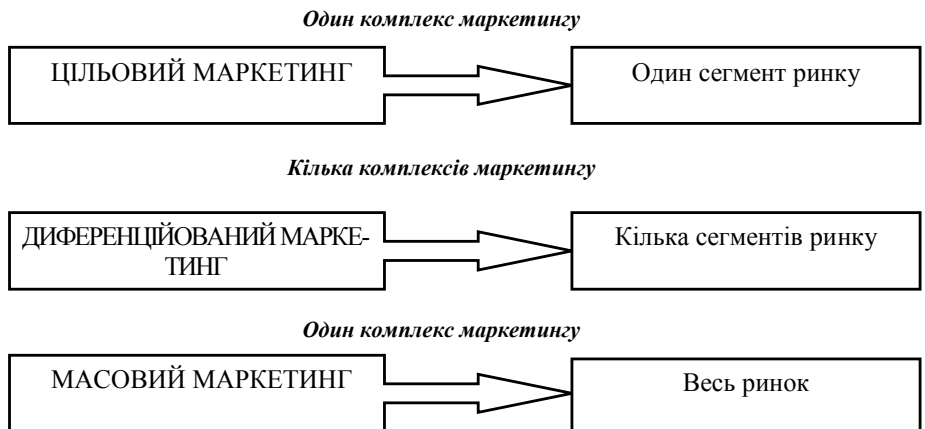 Один комплекс маркетингу
ЦІЛЬОВИЙ МАРКЕТИНГ
Один сегмент ринку
Кілька комплексів маркетингу
ДИФЕРЕНЦІЙОВАНИЙ МАРКЕ-
ТИНГ
Кілька сегментів ринку
Один комплекс маркетингу
МАСОВИЙ МАРКЕТИНГ
Весь ринок